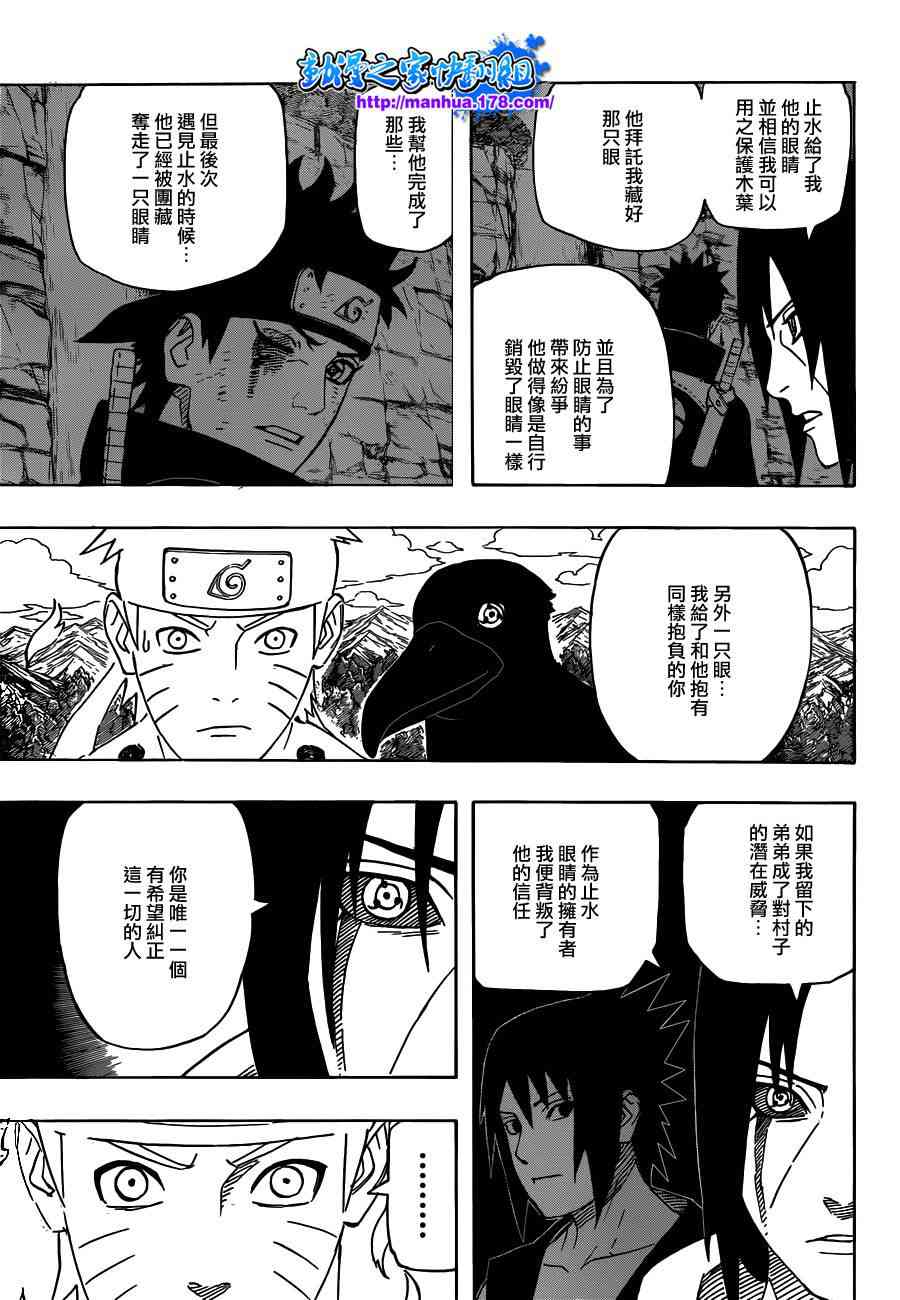 動漫之家快翻組
http://manhua.178.com/
止水給了我
他的眼睛
並相信我可以
用之保護木葉
他拜託我藏好
那只眼
並且為了
防止眼睛的事
帶來紛爭
他做得像是自行
銷毀了眼睛一樣
我幫他完成了
那些…
但最後次
遇見止水的時候…
他已經被團藏
奪走了一只眼睛
另外一只眼…
我給了和他抱有
同樣抱負的你
如果我留下的
弟弟成了對村子
的潛在威脅…
作為止水
眼睛的擁有者
我便背叛了
他的信任
你是唯一一個
有希望糾正
這一切的人
………